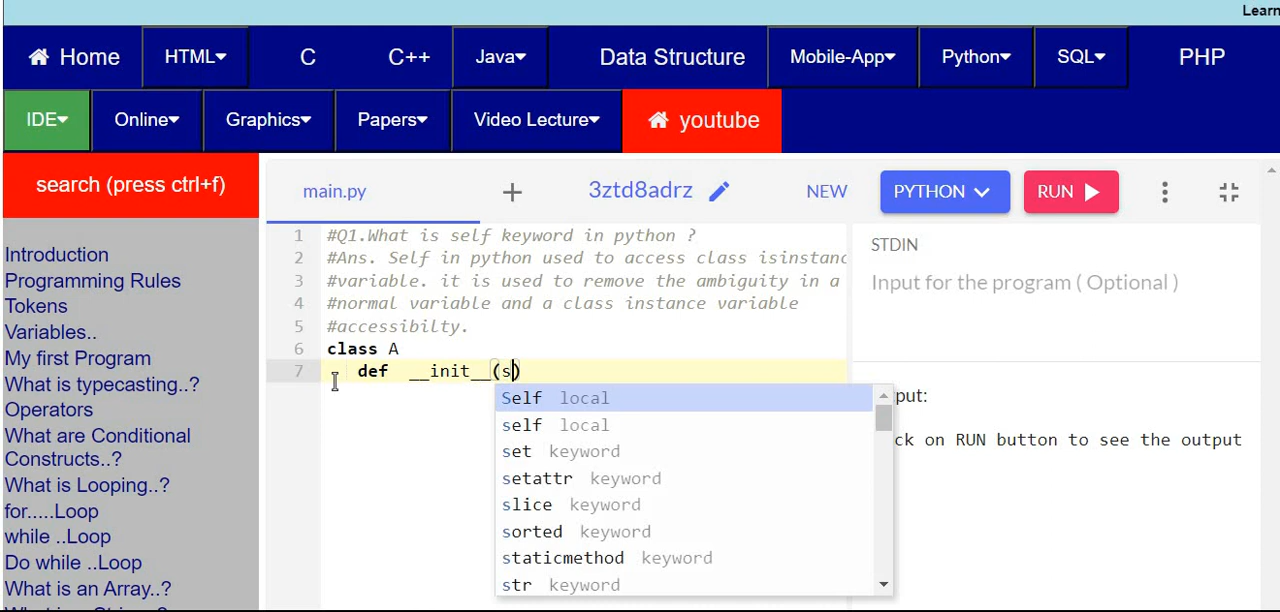 Learn
Home HTML C C++ Java Data Structure Mobile-App Python SQL PHP
IDE Online Graphics Papers Video Lecture youtube
search (press ctrl+f)
Introduction
Programming Rules
Tokens
Variables..
My first Program
What is typecasting..?
Operators
What are Conditional
Constructs..?
What is Looping..?
for.....Loop
while ..Loop
Do while ..Loop
What is an Array..?
main.py + 3ztd8adrz NEW PYTHON RUN
1 #Q1.What is self keyword in python ?
2 #Ans. Self in python used to access class isinstanc
3 #variable. it is used to remove the ambiguity in a
4 #normal variable and a class instance variable
5 #accessibilty.
6 class A
7 def __init__(s)
Self local
self local
set keyword
setattr keyword
slice keyword
sorted keyword
staticmethod keyword
str keyword
STDIN
Input for the program ( Optional )
put:
ck on RUN button to see the output